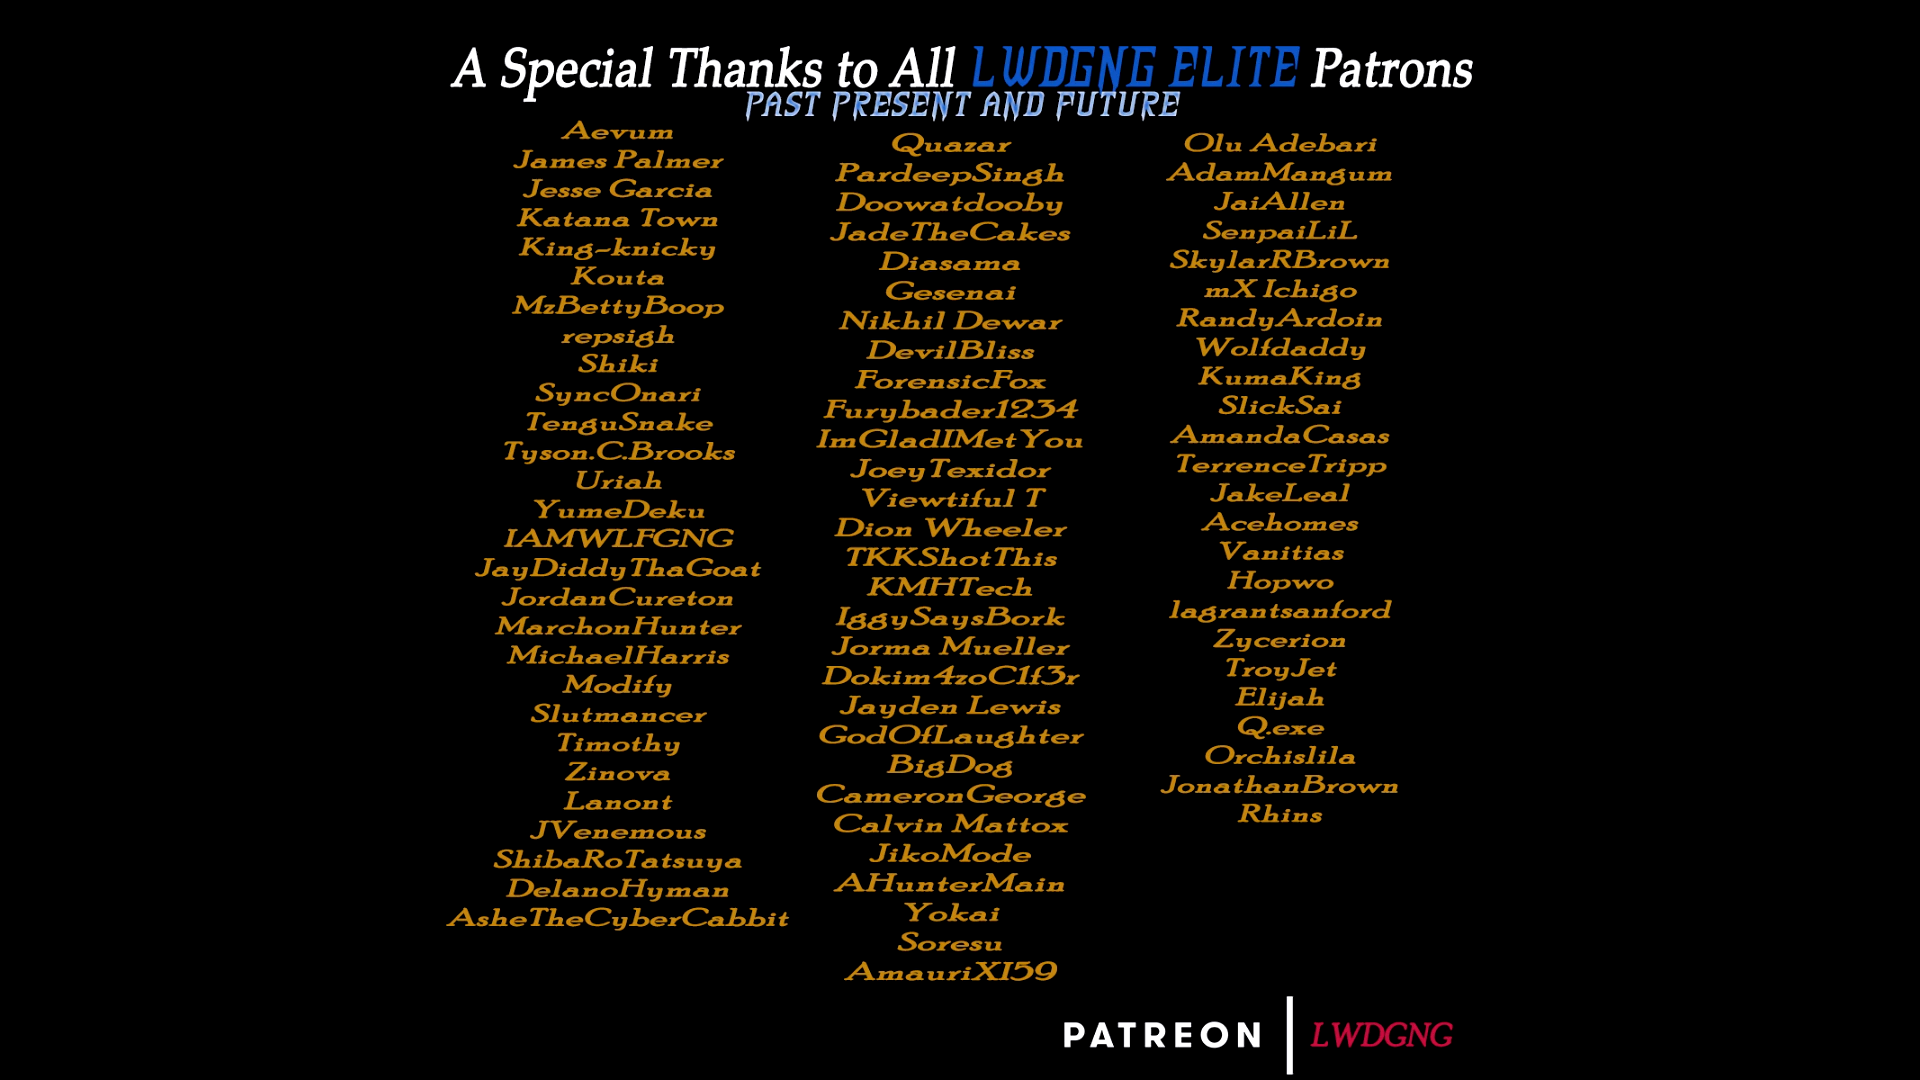 A Special Thanks to All LWDGNG ELITE Patrons
PAST PRESENT AND FUTURE
Aevum
James Palmer
Jesse Garcia
Katana Town
King-knicky
Kouta
MzBettyBoop
repsigh
Shiki
SyncOnari
TenguSnake
Tyson.C.Brooks
Uriah
YumeDeku
IAMWLFGNG
JayDiddyThaGoat
JordanCureton
MarchonHunter
MichaelHarris
Modify
Slutmancer
Timothy
Zinova
Lanont
JVenemous
ShibaRoTatsuya
DelanoHyman
AsheTheCyberCabbit
Quazar
PardeepSingh
Doowatdooby
JadeTheCakes
Diasama
Gesenai
Nikhil Dewar
DevilBliss
ForensicFox
Furybader1234
ImGladIMetYou
JoeyTexidor
Viewtiful T
Dion Wheeler
TKKShotThis
KMHTech
IggySaysBork
Jorma Mueller
Dokim4zoC1f3r
Jayden Lewis
GodOfLaughter
BigDog
CameronGeorge
Calvin Mattox
JikoMode
AHunterMain
Yokai
Soresu
AmauriXI59
Olu Adebari
AdamMangum
JaiAllen
SenpaiLiL
SkylarRBrown
mX Ichigo
RandyArdoin
Wolfdaddy
KumaKing
SlickSai
AmandaCasas
TerrenceTripp
JakeLeal
Acehomes
Vanitias
Hopwo
lagrantsanford
Zycerion
TroyJet
Elijah
Q.exe
Orchislila
JonathanBrown
Rhins
PATREON | LWDGNG